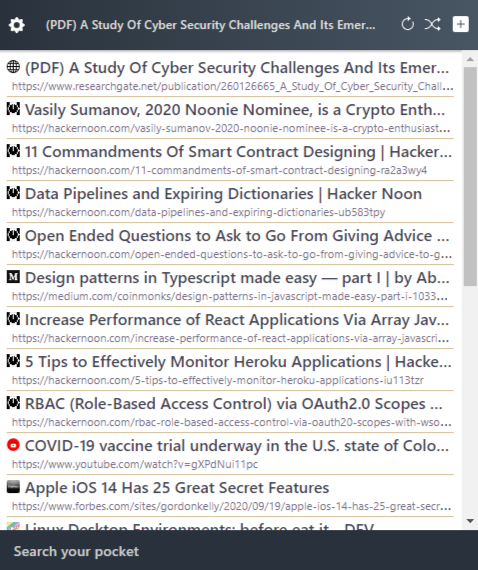 (PDF) A Study Of Cyber Security Challenges And Its Emer...
(PDF) A Study Of Cyber Security Challenges And Its Emer...
https://www.researchgate.net/publication/260126665_A_Study_Of_Cyber_Security_Chall...
Vasily Sumanov, 2020 Noonie Nominee, is a Crypto Enth...
https://hackernoon.com/vasily-sumanov-2020-noonie-nominee-is-a-crypto-enthusiast...
11 Commandments Of Smart Contract Designing | Hacker...
https://hackernoon.com/11-commandments-of-smart-contract-designing-ra2a3wy4
Data Pipelines and Expiring Dictionaries | Hacker Noon
https://hackernoon.com/data-pipelines-and-expiring-dictionaries-ub583tpy
Open Ended Questions to Ask to Go From Giving Advice ...
https://hackernoon.com/open-ended-questions-to-ask-to-go-from-giving-advice-to-g...
Design patterns in Typescript made easy — part I | by Ab...
https://medium.com/coinmonks/design-patterns-in-javascript-made-easy-part-i-1033...
Increase Performance of React Applications Via Array Jav...
https://hackernoon.com/increase-performance-of-react-applications-via-array-javascri...
5 Tips to Effectively Monitor Heroku Applications | Hacke...
https://hackernoon.com/5-tips-to-effectively-monitor-heroku-applications-iu113tzr
RBAC (Role-Based Access Control) via OAuth2.0 Scopes ...
https://hackernoon.com/rbac-role-based-access-control-via-oauth20-scopes-with-wso...
COVID-19 vaccine trial underway in the U.S. state of Colo...
https://www.youtube.com/watch?v=gXPdNui11pc
Apple iOS 14 Has 25 Great Secret Features
https://www.forbes.com/sites/gordonkelly/2020/09/19/apple-ios-14-has-25-great-secr...
Linux Desktop Environments: before eat it - DEV
Search your pocket